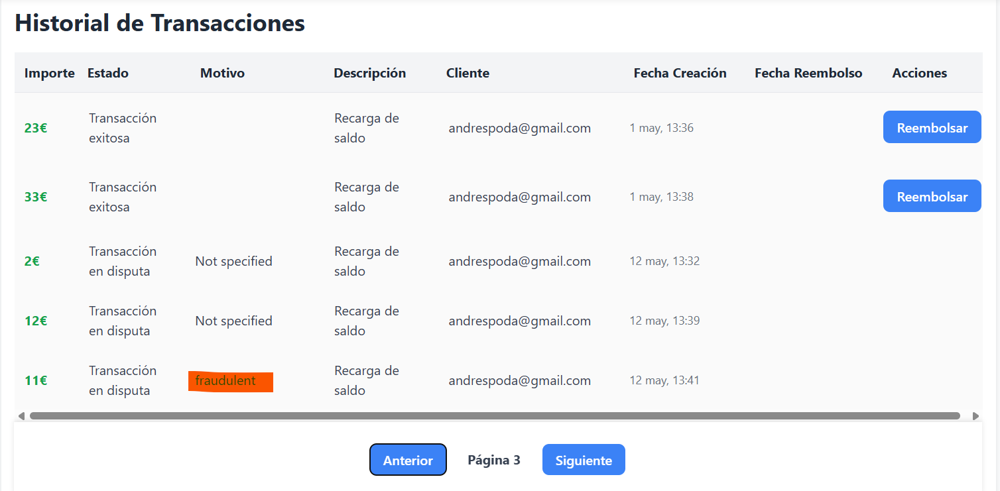 Historial de Transacciones
Importe Estado Motivo Descripción Cliente Fecha Creación Fecha Reembolso Acciones
23€ Transacción exitosa Recarga de saldo andrespoda@gmail.com 1 may, 13:36 Reembolsar
33€ Transacción exitosa Recarga de saldo andrespoda@gmail.com 1 may, 13:38 Reembolsar
2€ Transacción en disputa Not specified Recarga de saldo andrespoda@gmail.com 12 may, 13:32
12€ Transacción en disputa Not specified Recarga de saldo andrespoda@gmail.com 12 may, 13:39
11€ Transacción en disputa fraudulent Recarga de saldo andrespoda@gmail.com 12 may, 13:41
Anterior Página 3 Siguiente